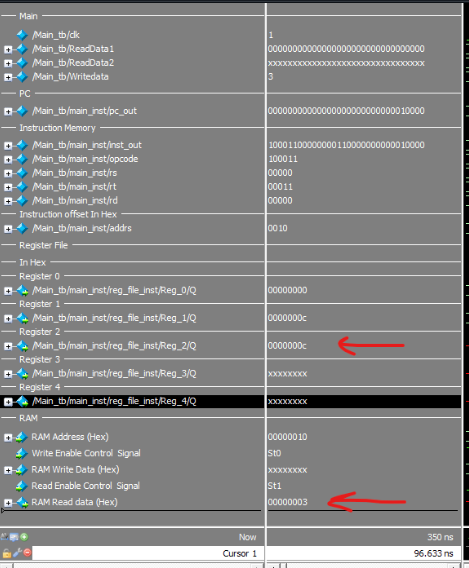 Main
/Main_tb/clk 1
/Main_tb/ReadData1 00000000000000000000000000000000
/Main_tb/ReadData2 xxxxxxxxxxxxxxxxxxxxxxxxxxxxxxxx
/Main_tb/Writedata 3
PC
/Main_tb/main_inst/pc_out 00000000000000000000000000010000
Instruction Memory
/Main_tb/main_inst/Inst_out 10001100000000110000000000010000
/Main_tb/main_inst/opcode 100011
/Main_tb/main_inst/rs 00000
/Main_tb/main_inst/rt 00011
/Main_tb/main_inst/rd 00000
Instruction offset In Hex
/Main_tb/main_inst/addrs 0010
Register File
In Hex
Register 0
/Main_tb/main_inst/reg_file_inst/Reg_0/Q 00000000
Register 1
/Main_tb/main_inst/reg_file_inst/Reg_1/Q 0000000c
Register 2
/Main_tb/main_inst/reg_file_inst/Reg_2/Q 0000000c
Register 3
/Main_tb/main_inst/reg_file_inst/Reg_3/Q xxxxxxxx
Register 4
/Main_tb/main_inst/reg_file_inst/Reg_4/Q xxxxxxxx
RAM
RAM Address (Hex) 00000010
Write Enable Control Signal St0
RAM Write Data (Hex) xxxxxxxx
Read Enable Control Signal St1
RAM Read data (Hex) 00000003
Now 350 ns
Cursor 1 96.633 ns